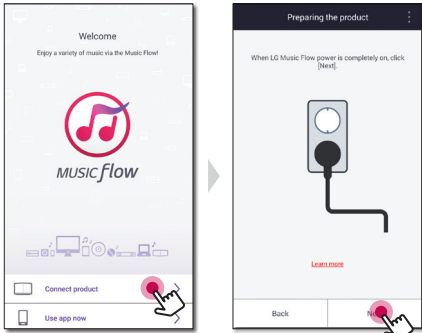 Welcome
Enjoy a variety of music via the Music Flow!
MUSIC flow
Connect product
Use app now
Preparing the product
When LG Music Flow power is completely on, click
[Next].
Learn more
Back